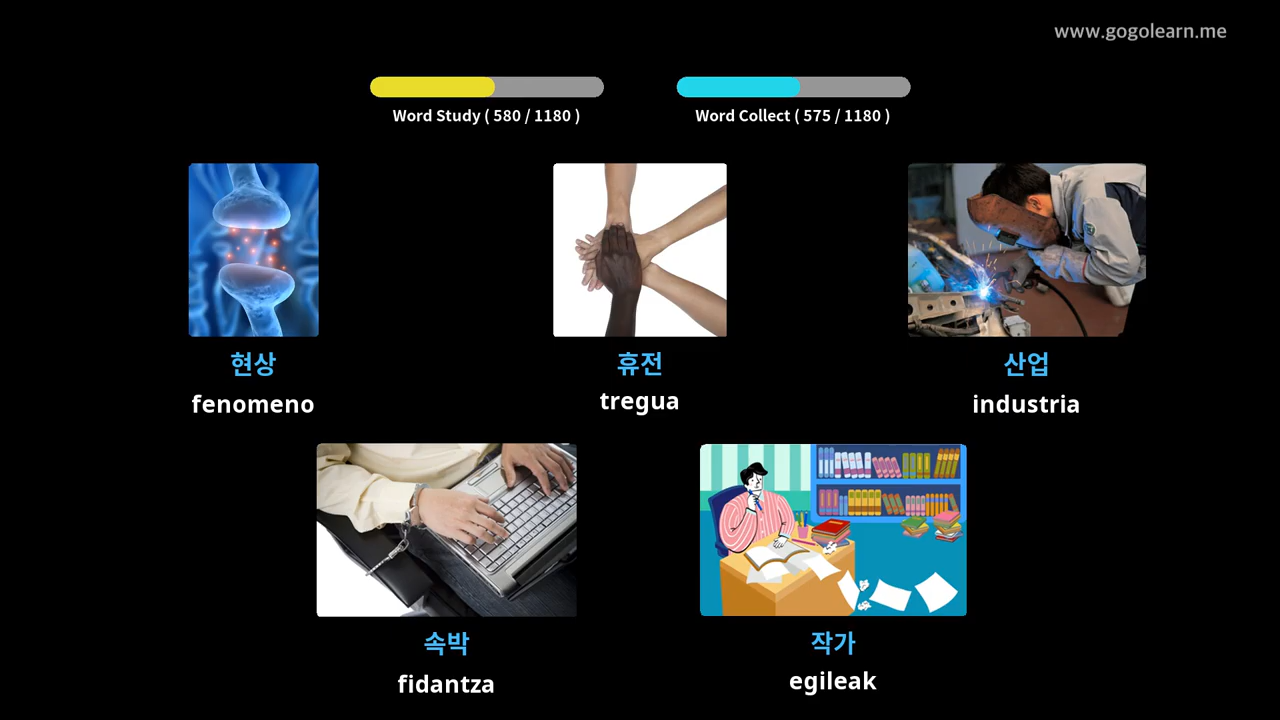 www.gogolearn.me
Word Study ( 580 / 1180 )
Word Collect ( 575 / 1180 )
현상
fenomeno
휴전
tregua
산업
industria
속박
fidantza
작가
egileak